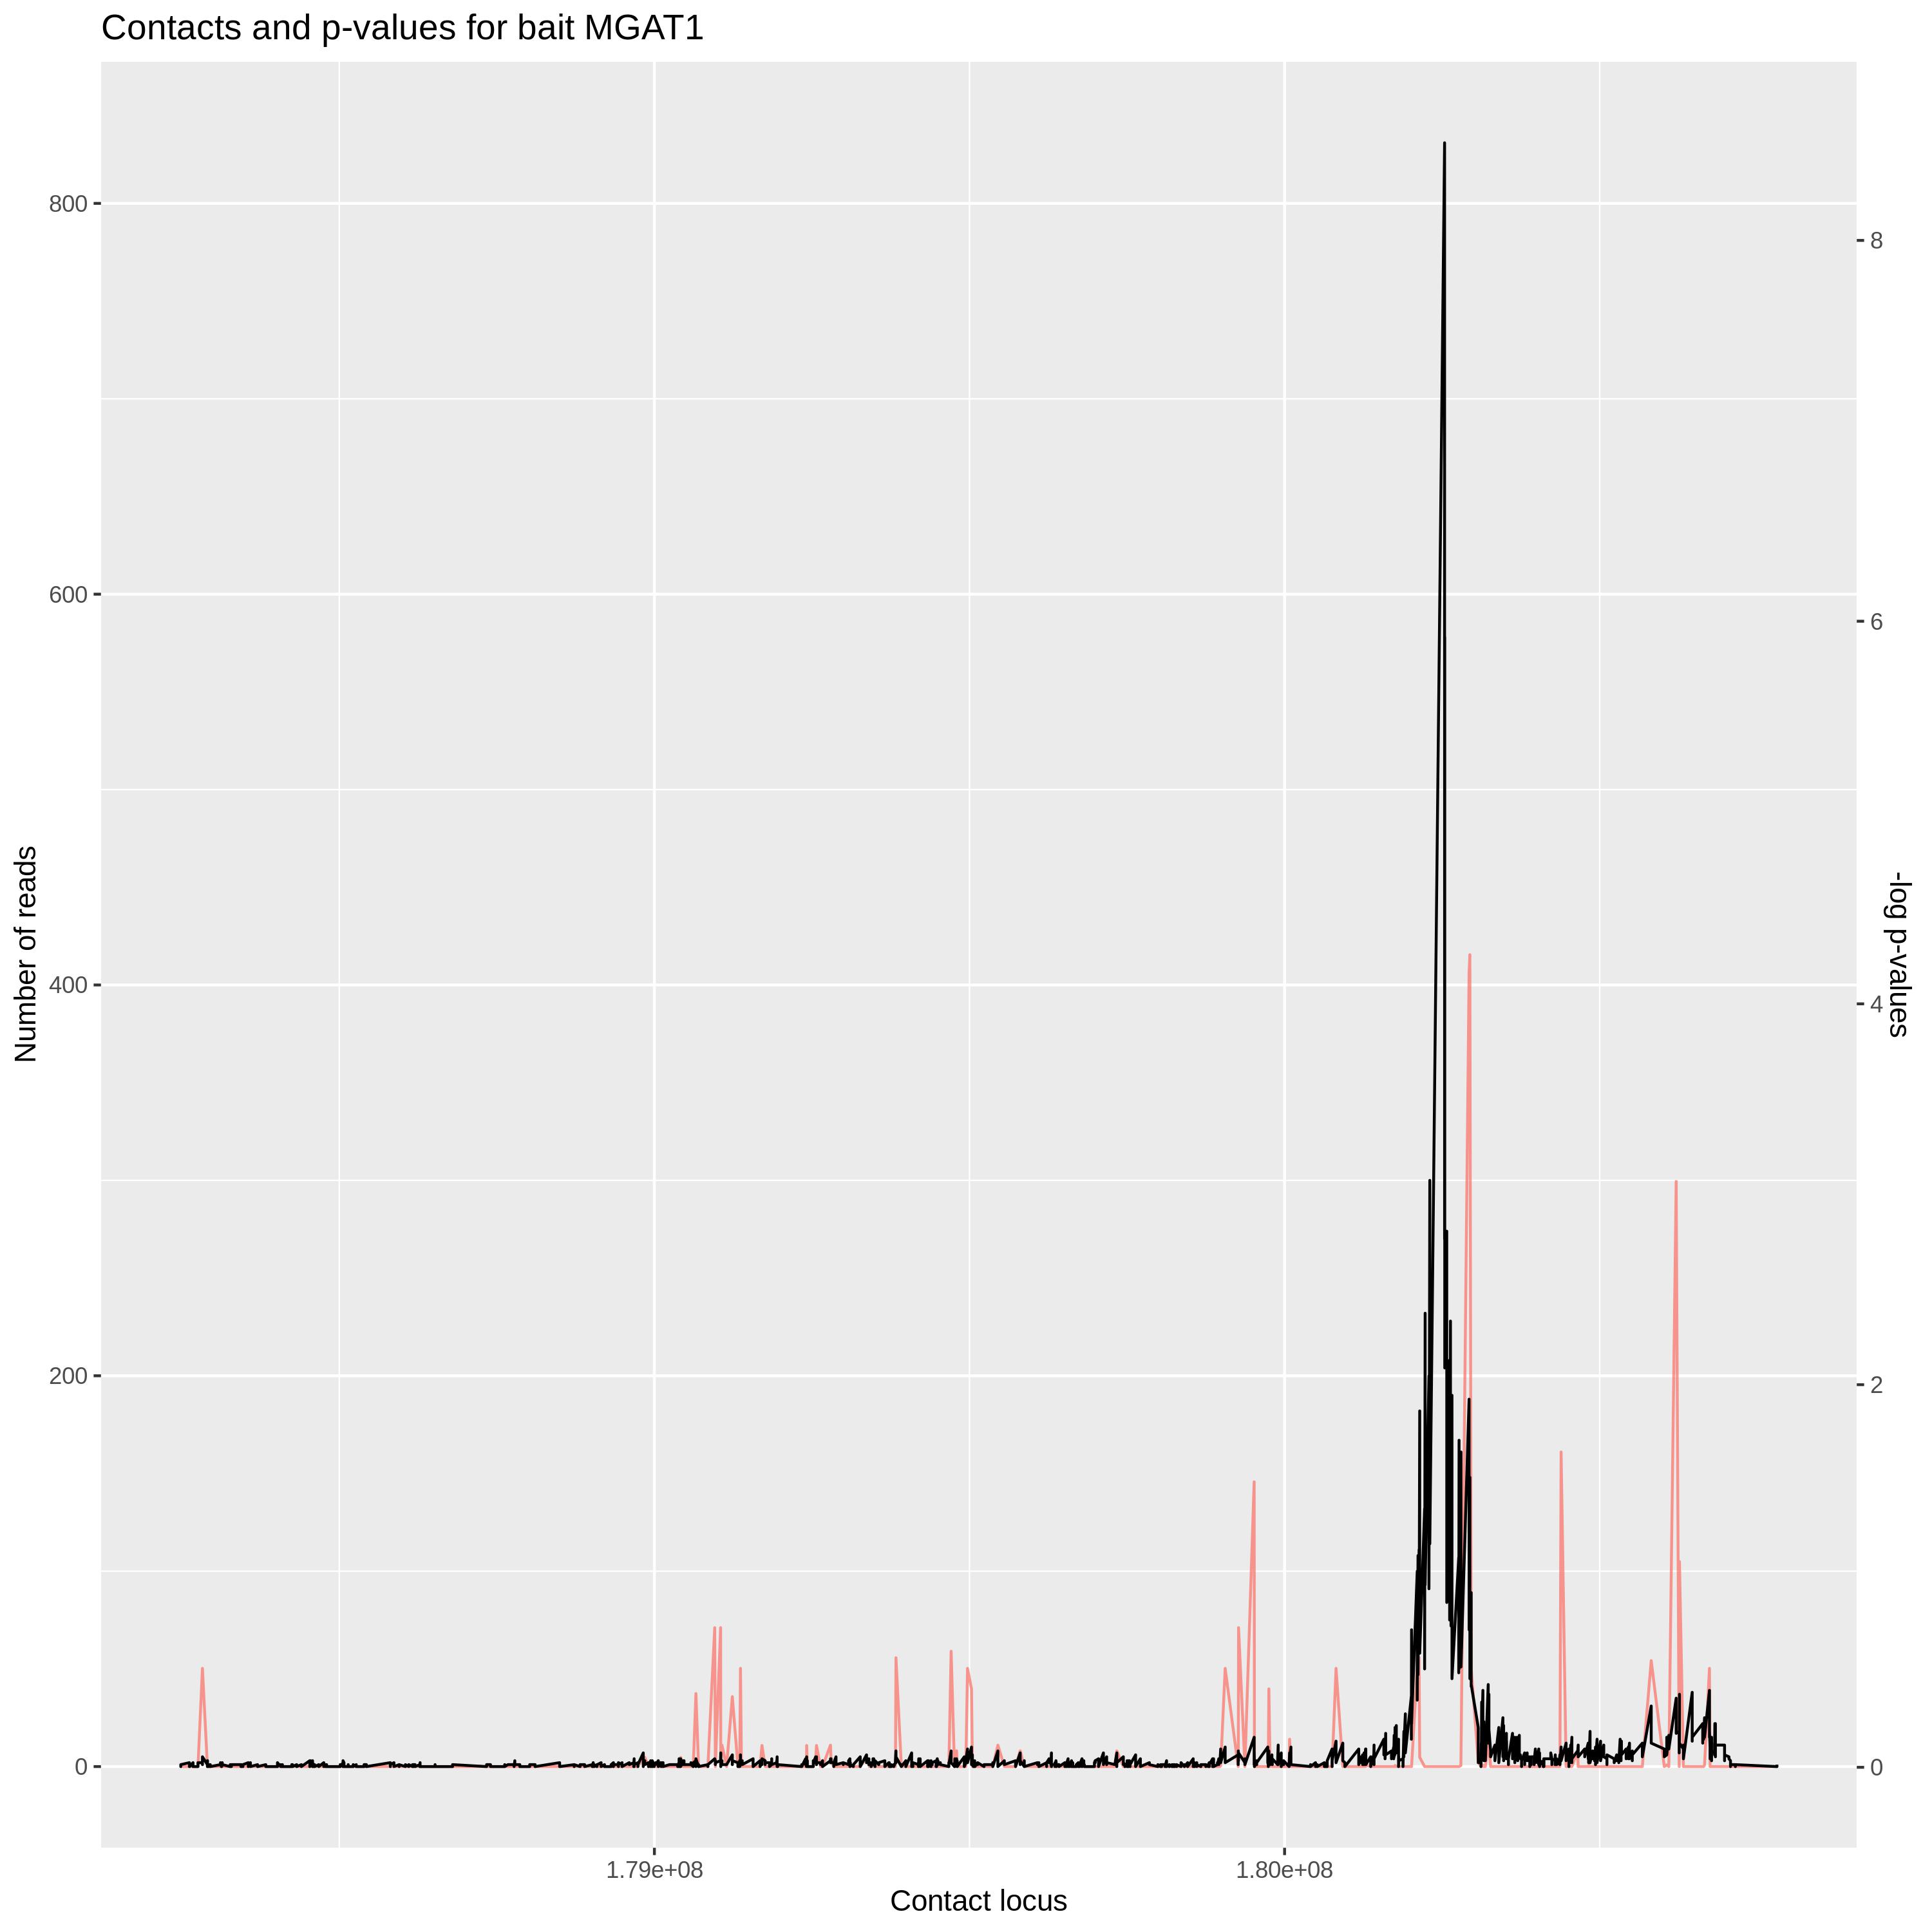 Contacts and p-values for bait MGAT1
800
600
400
200
0
Number of reads
8
6
4
2
0
-log p-values
1.79e+08
1.80e+08
Contact locus